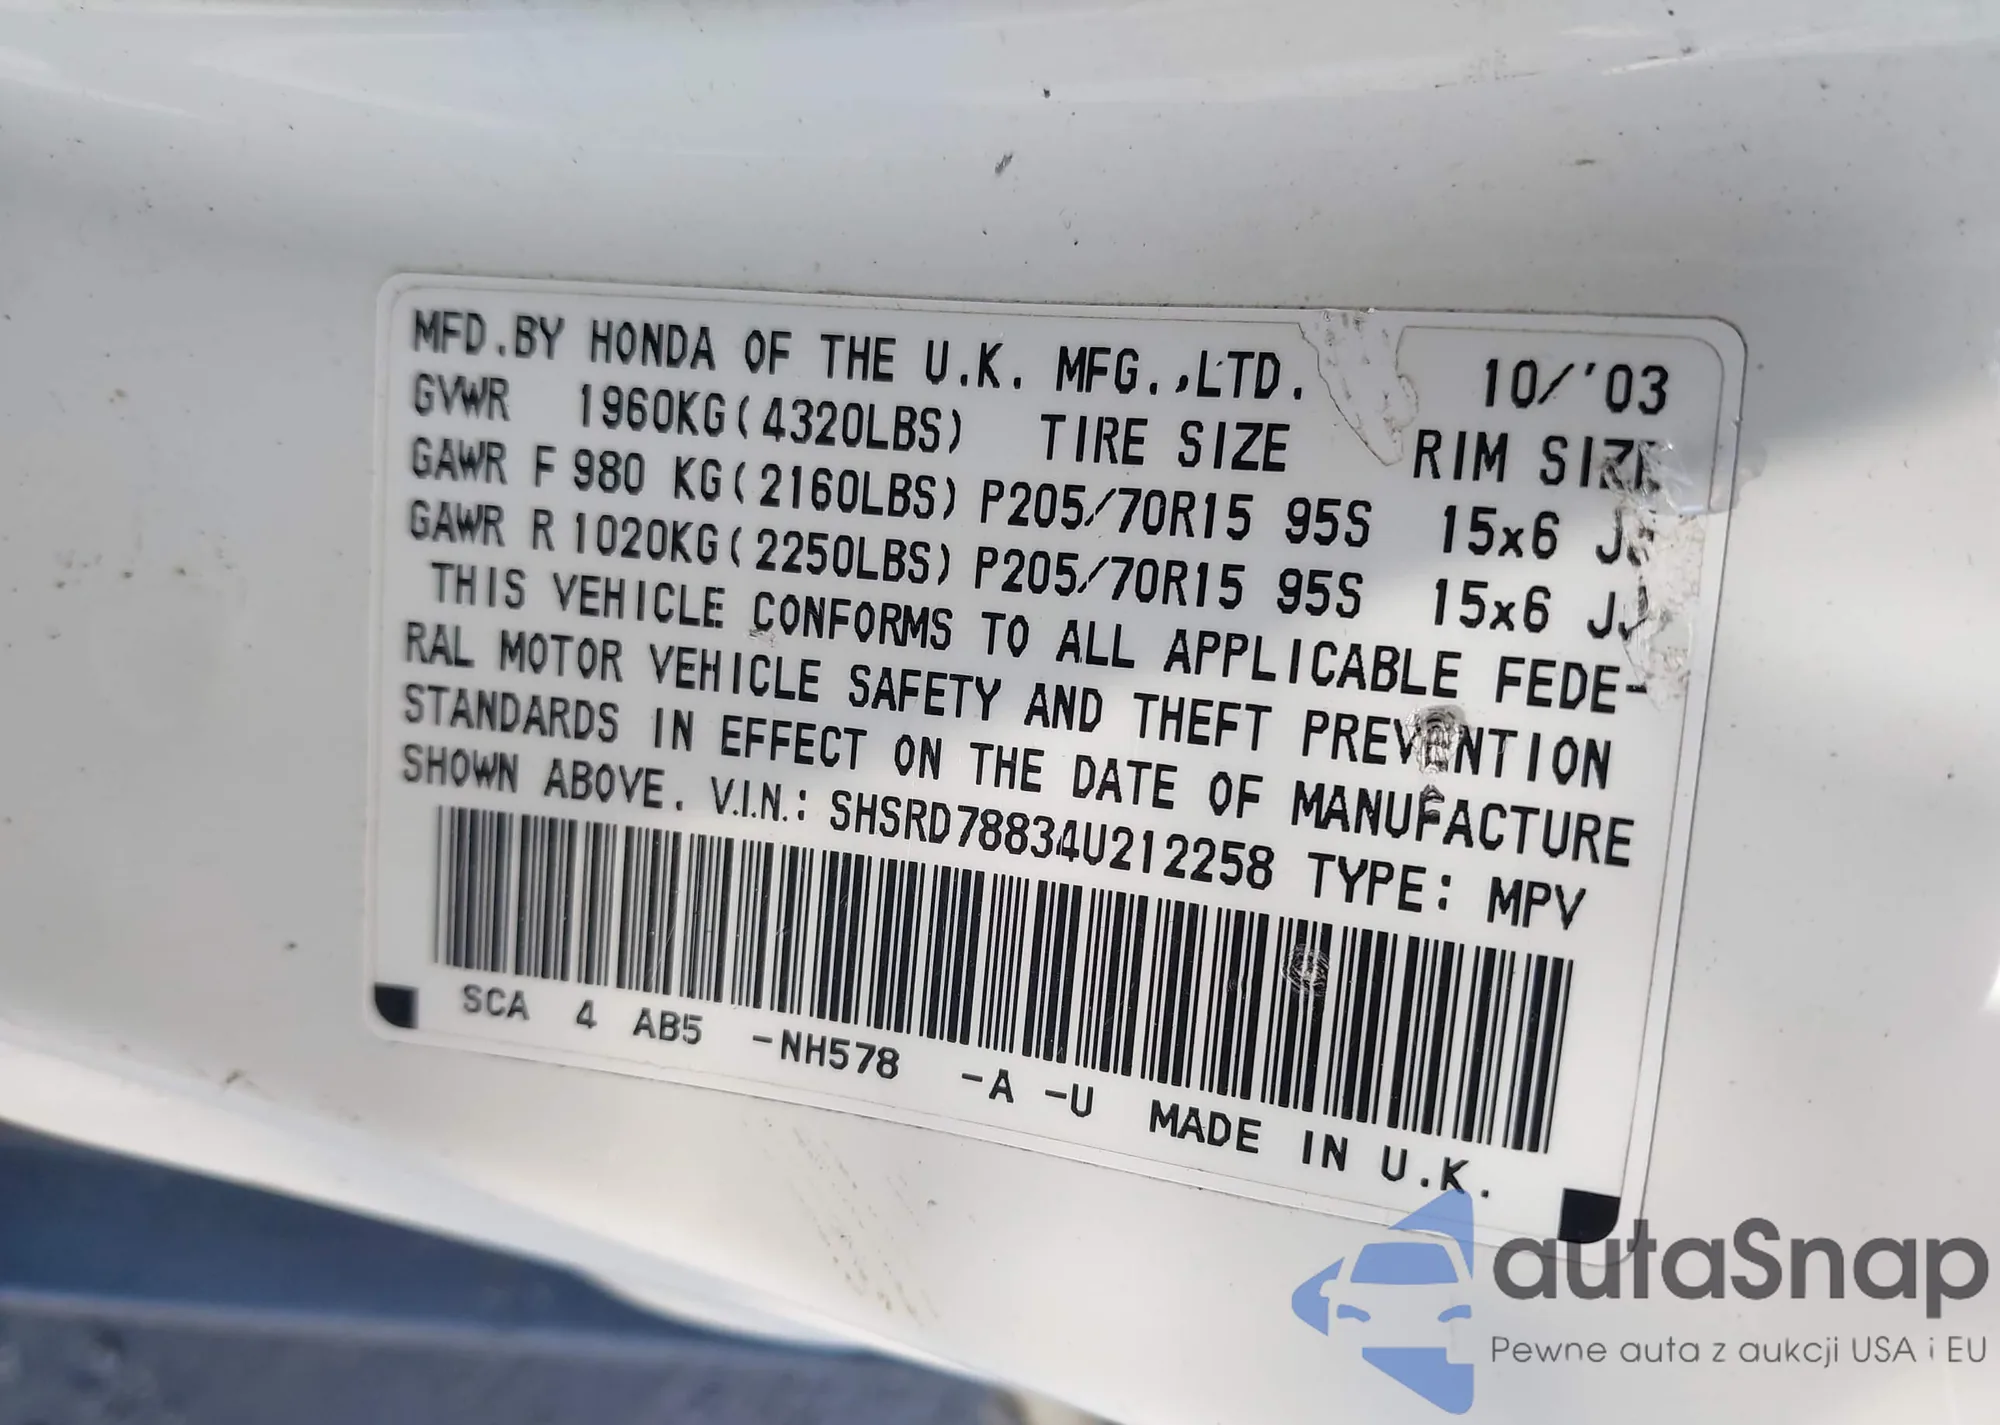 MFD.BY HONDA OF THE U.K. MFG.,LTD. 10/'03
GVWR 1960KG(4320LBS) TIRE SIZE RIM SIZE
GAWR F 980 KG(2160LBS) P205/70R15 95S 15x6 JJ
GAWR R 1020KG(2250LBS) P205/70R15 95S 15x6 JJ
THIS VEHICLE CONFORMS TO ALL APPLICABLE FEDE-
RAL MOTOR VEHICLE SAFETY AND THEFT PREVENTION
STANDARDS IN EFFECT ON THE DATE OF MANUFACTURE
SHOWN ABOVE. V.I.N.: SHSRD78834U212258 TYPE: MPV
SCA 4 AB5 -NH578 -A -U MADE IN U.K.
autaSnap
Pewne auta z aukcji USA i EU